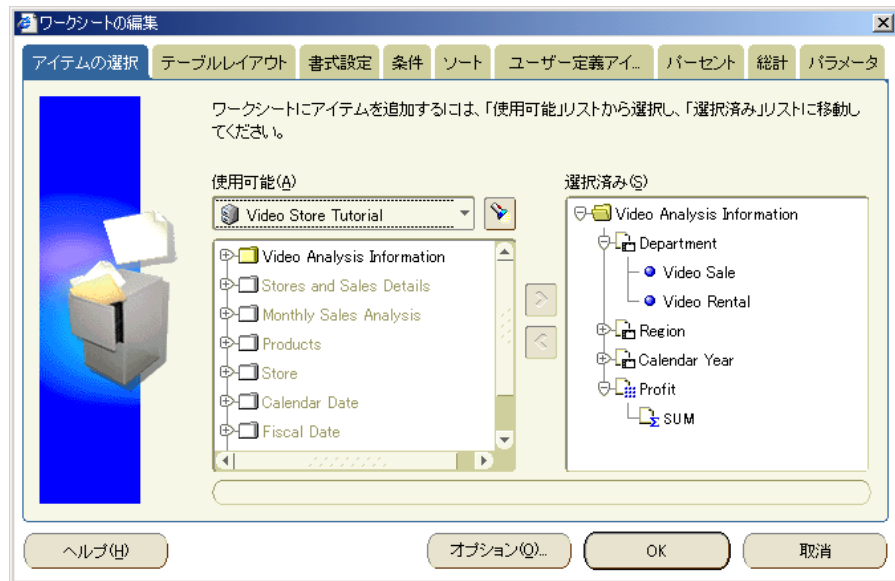 ワークシートの編集
アイテムの選択 テーブルレイアウト 書式設定 条件 ソート ユーザー定義アイ... パーセント 総計 パラメータ
ワークシートにアイテムを追加するには、「使用可能」リストから選択し、「選択済み」リストに移動し
てください。
使用可能(A)
Video Store Tutorial
Video Analysis Information
Stores and Sales Details
Monthly Sales Analysis
Products
Store
Calendar Date
Fiscal Date
選択済み(S)
Video Analysis Information
Department
Video Sale
Video Rental
Region
Calendar Year
Profit
SUM
ヘルプ(H) オプション(O)... OK 取消